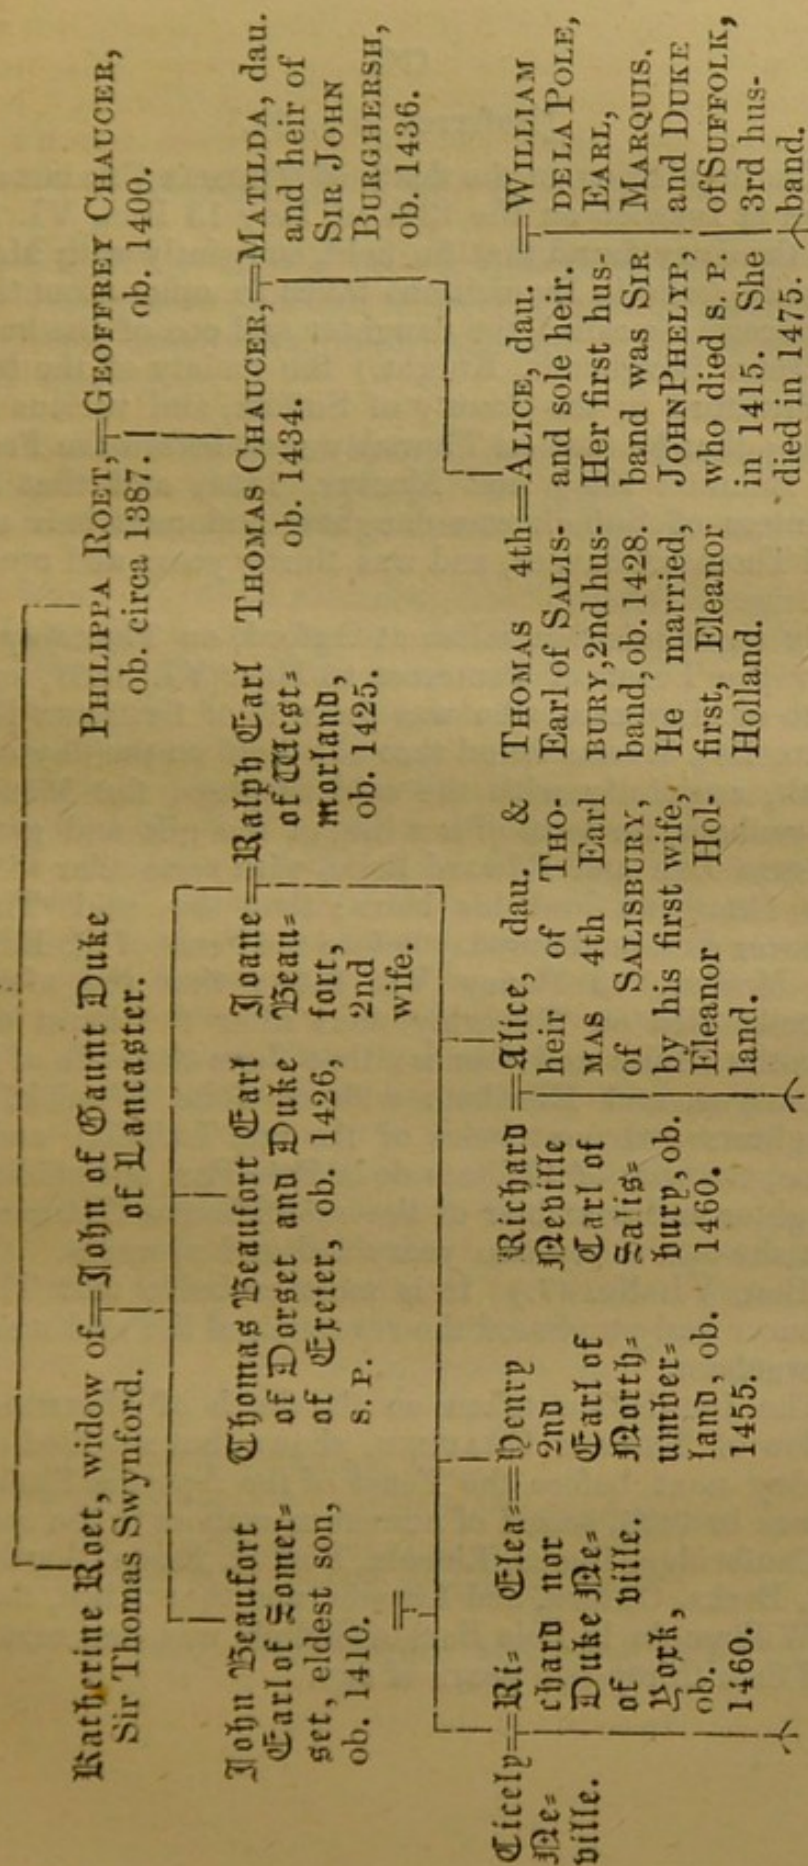 Katherine Roet, widow of=John of Gaunt Duke
Sir Thomas Swynford. of Lancaster.
PHILIPPA ROET,=GEOFFREY CHAUCER,
ob. circa 1387. ob. 1400.
John Beaufort
Earl of Somer-
set, eldest son,
ob. 1410.
Thomas Beaufort Earl
of Dorset and Duke
of Exeter, ob. 1426,
S. P.
Joane=Ralph Earl
Beau- of West-
fort, morland,
2nd ob. 1425.
wife.
THOMAS CHAUCER,=MATILDA, dau.
ob. 1434. and heir of
SIR JOHN
BURGHERSH,
ob. 1436.
Cicely=Ri-
Ne- chard
ville. Duke
of
York,
ob.
1460.
Elea-=Henry
nor 2nd
Ne- Earl of
ville. North-
umber-
land, ob.
1455.
Richard=Alice, dau. &
Neville heir of THO-
Earl of MAS 4th Earl
Salis- of SALISBURY,
bury, ob. by his first wife,
1460. Eleanor Hol-
land.
THOMAS 4th=ALICE, dau.
Earl of SALIS- and sole heir.
BURY, 2nd hus- Her first hus-
band, ob. 1428. band was SIR
He married, JOHN PHELYP,
first, Eleanor who died s. P.
Holland. in 1415. She
died in 1475.
=WILLIAM
DE LA POLE,
EARL,
MARQUIS.
and DUKE
of SUFFOLK,
3rd hus-
band.